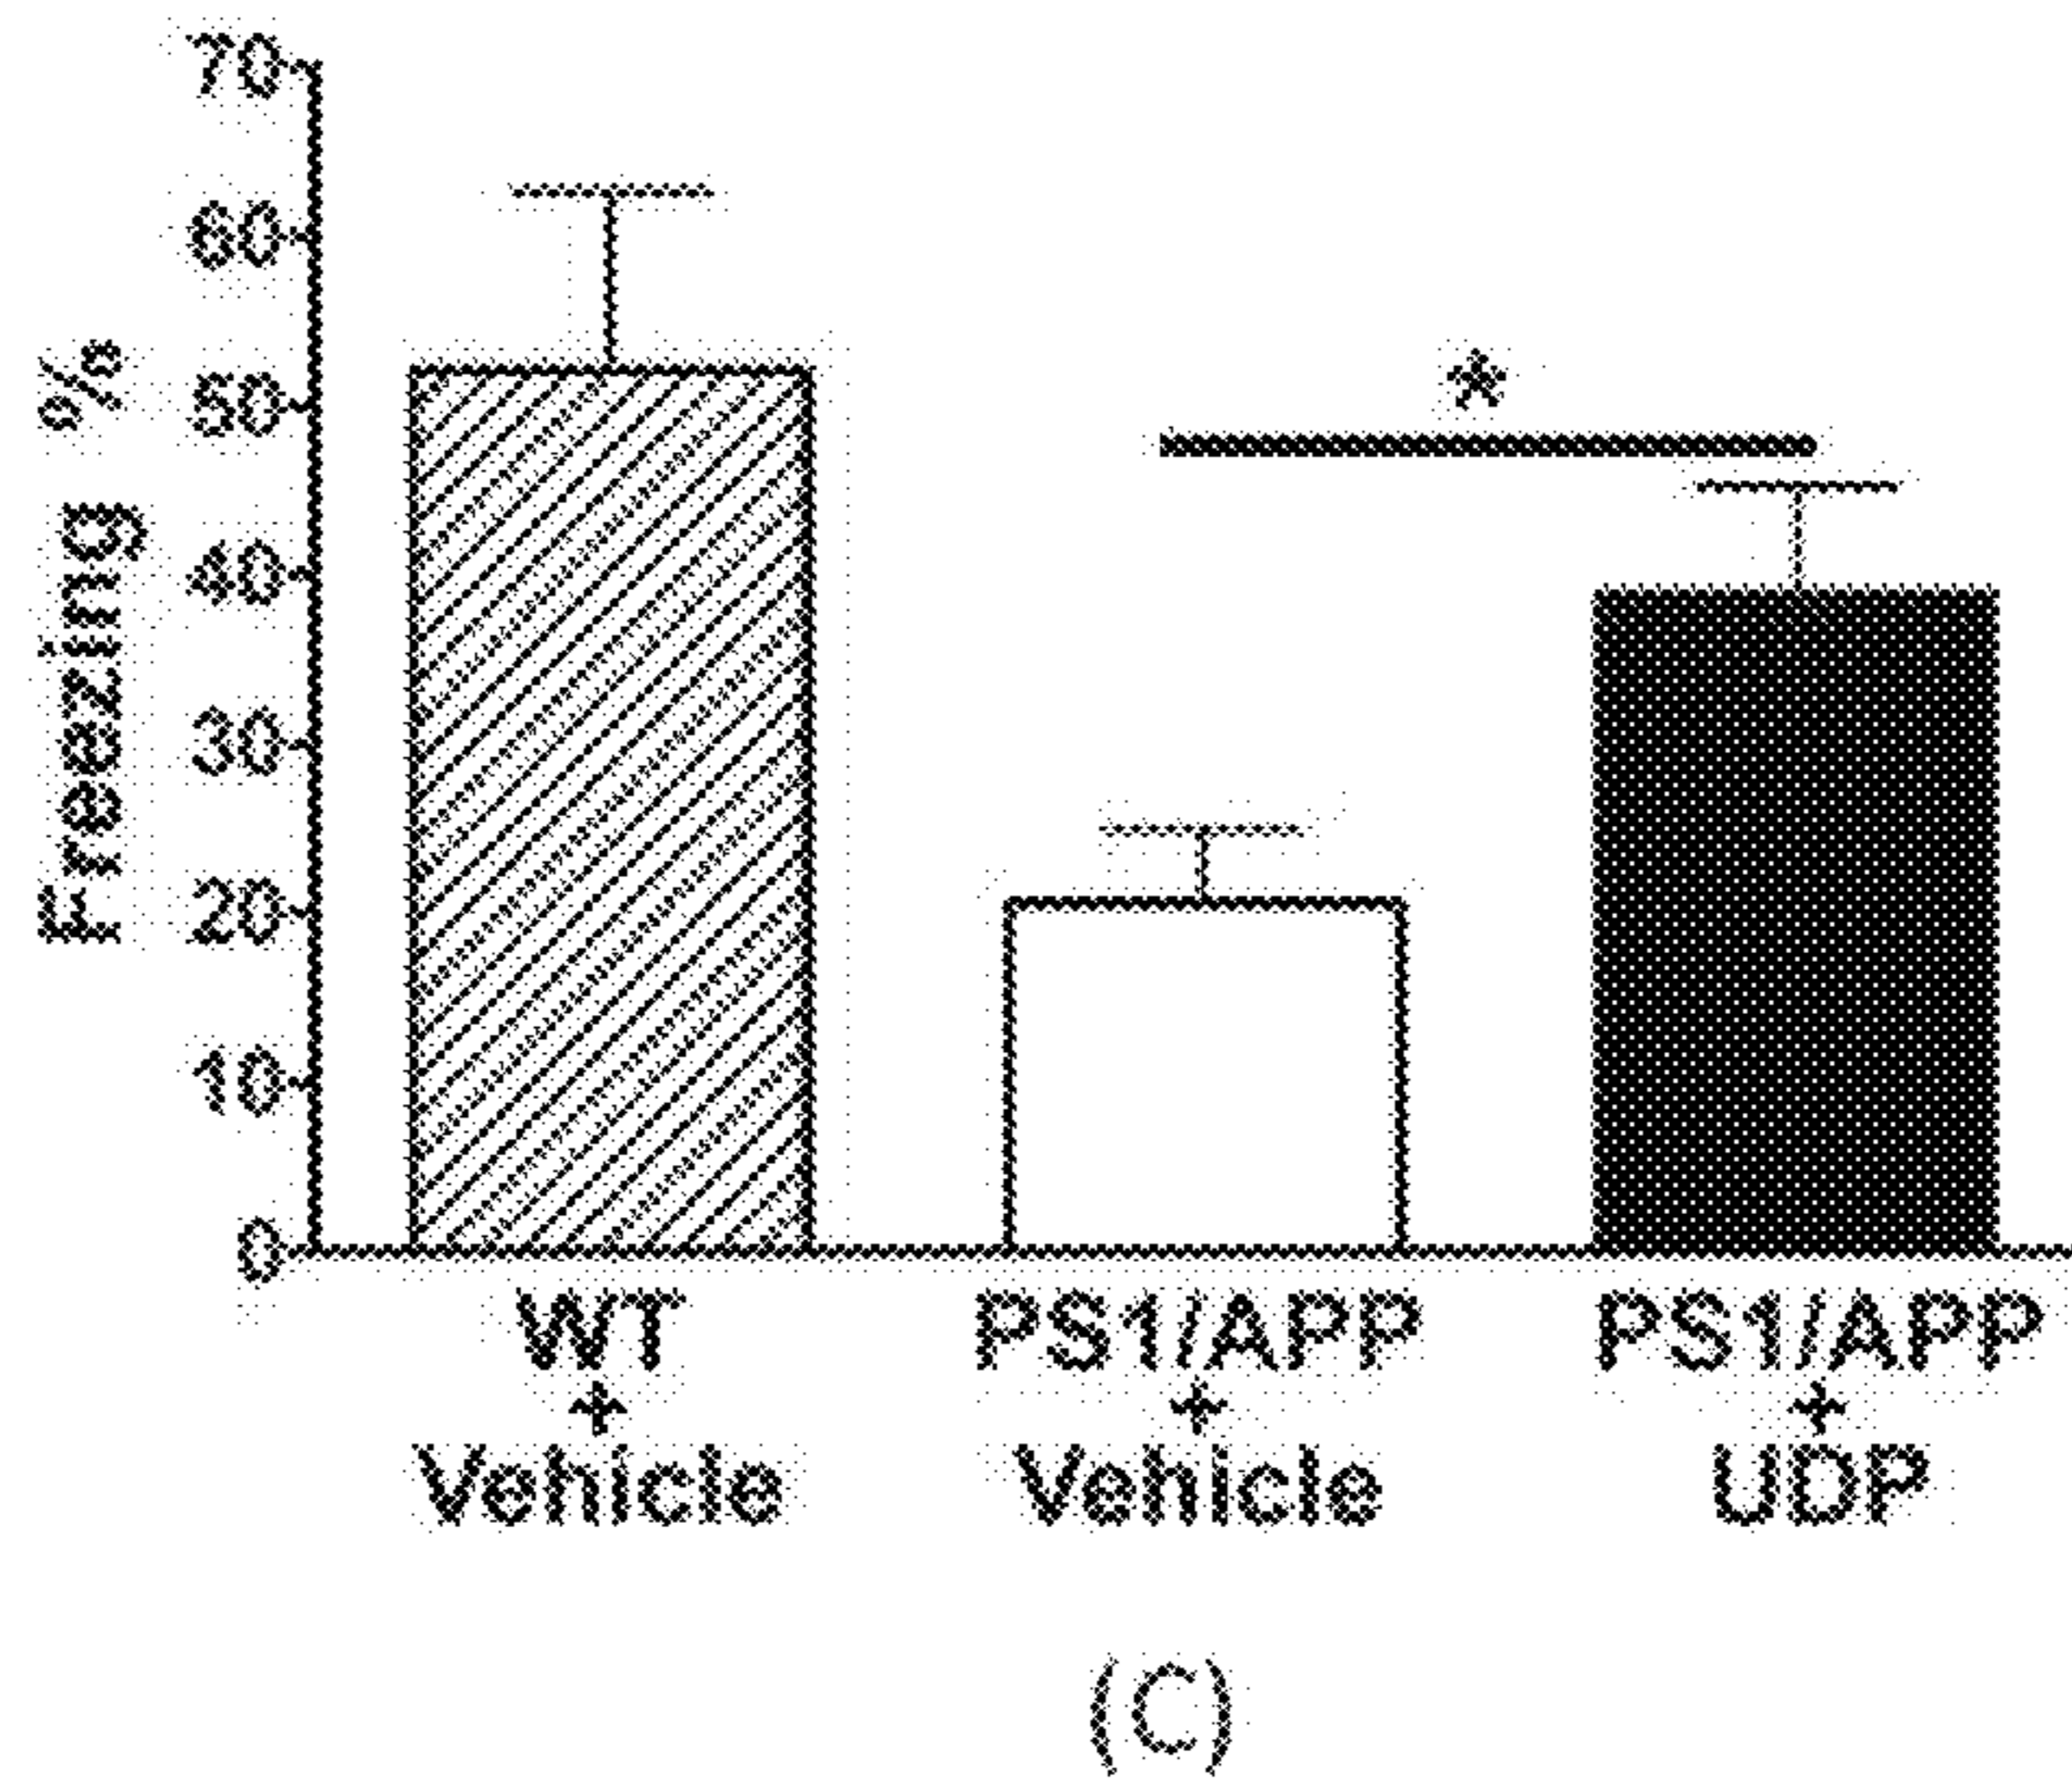 Freezing %
70
60
50
40
30
20
10
0
*
WT
+
Vehicle
PS1/APP
+
Vehicle
PS1/APP
+
UDP
(C)